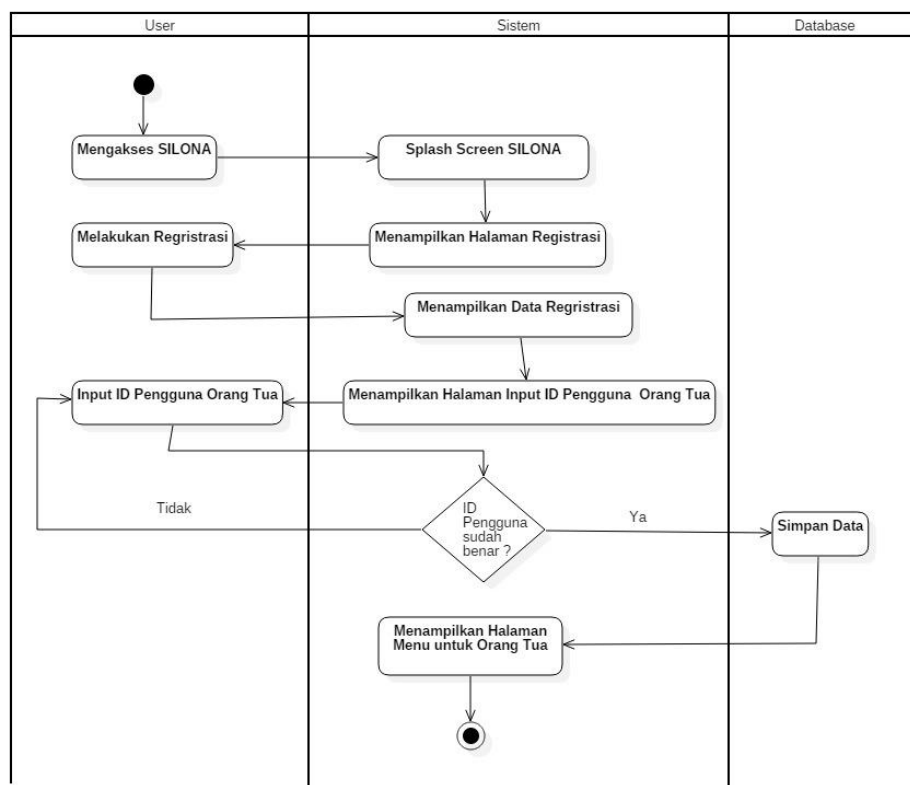 User
Sistem
Database
Mengakses SILONA
Splash Screen SILONA
Melakukan Regristrasi
Menampilkan Halaman Registrasi
Menampilkan Data Regristrasi
Input ID Pengguna Orang Tua
Menampilkan Halaman Input ID Pengguna  Orang Tua
Tidak
ID
Pengguna
sudah
benar ?
Ya
Simpan Data
Menampilkan Halaman
Menu untuk Orang Tua